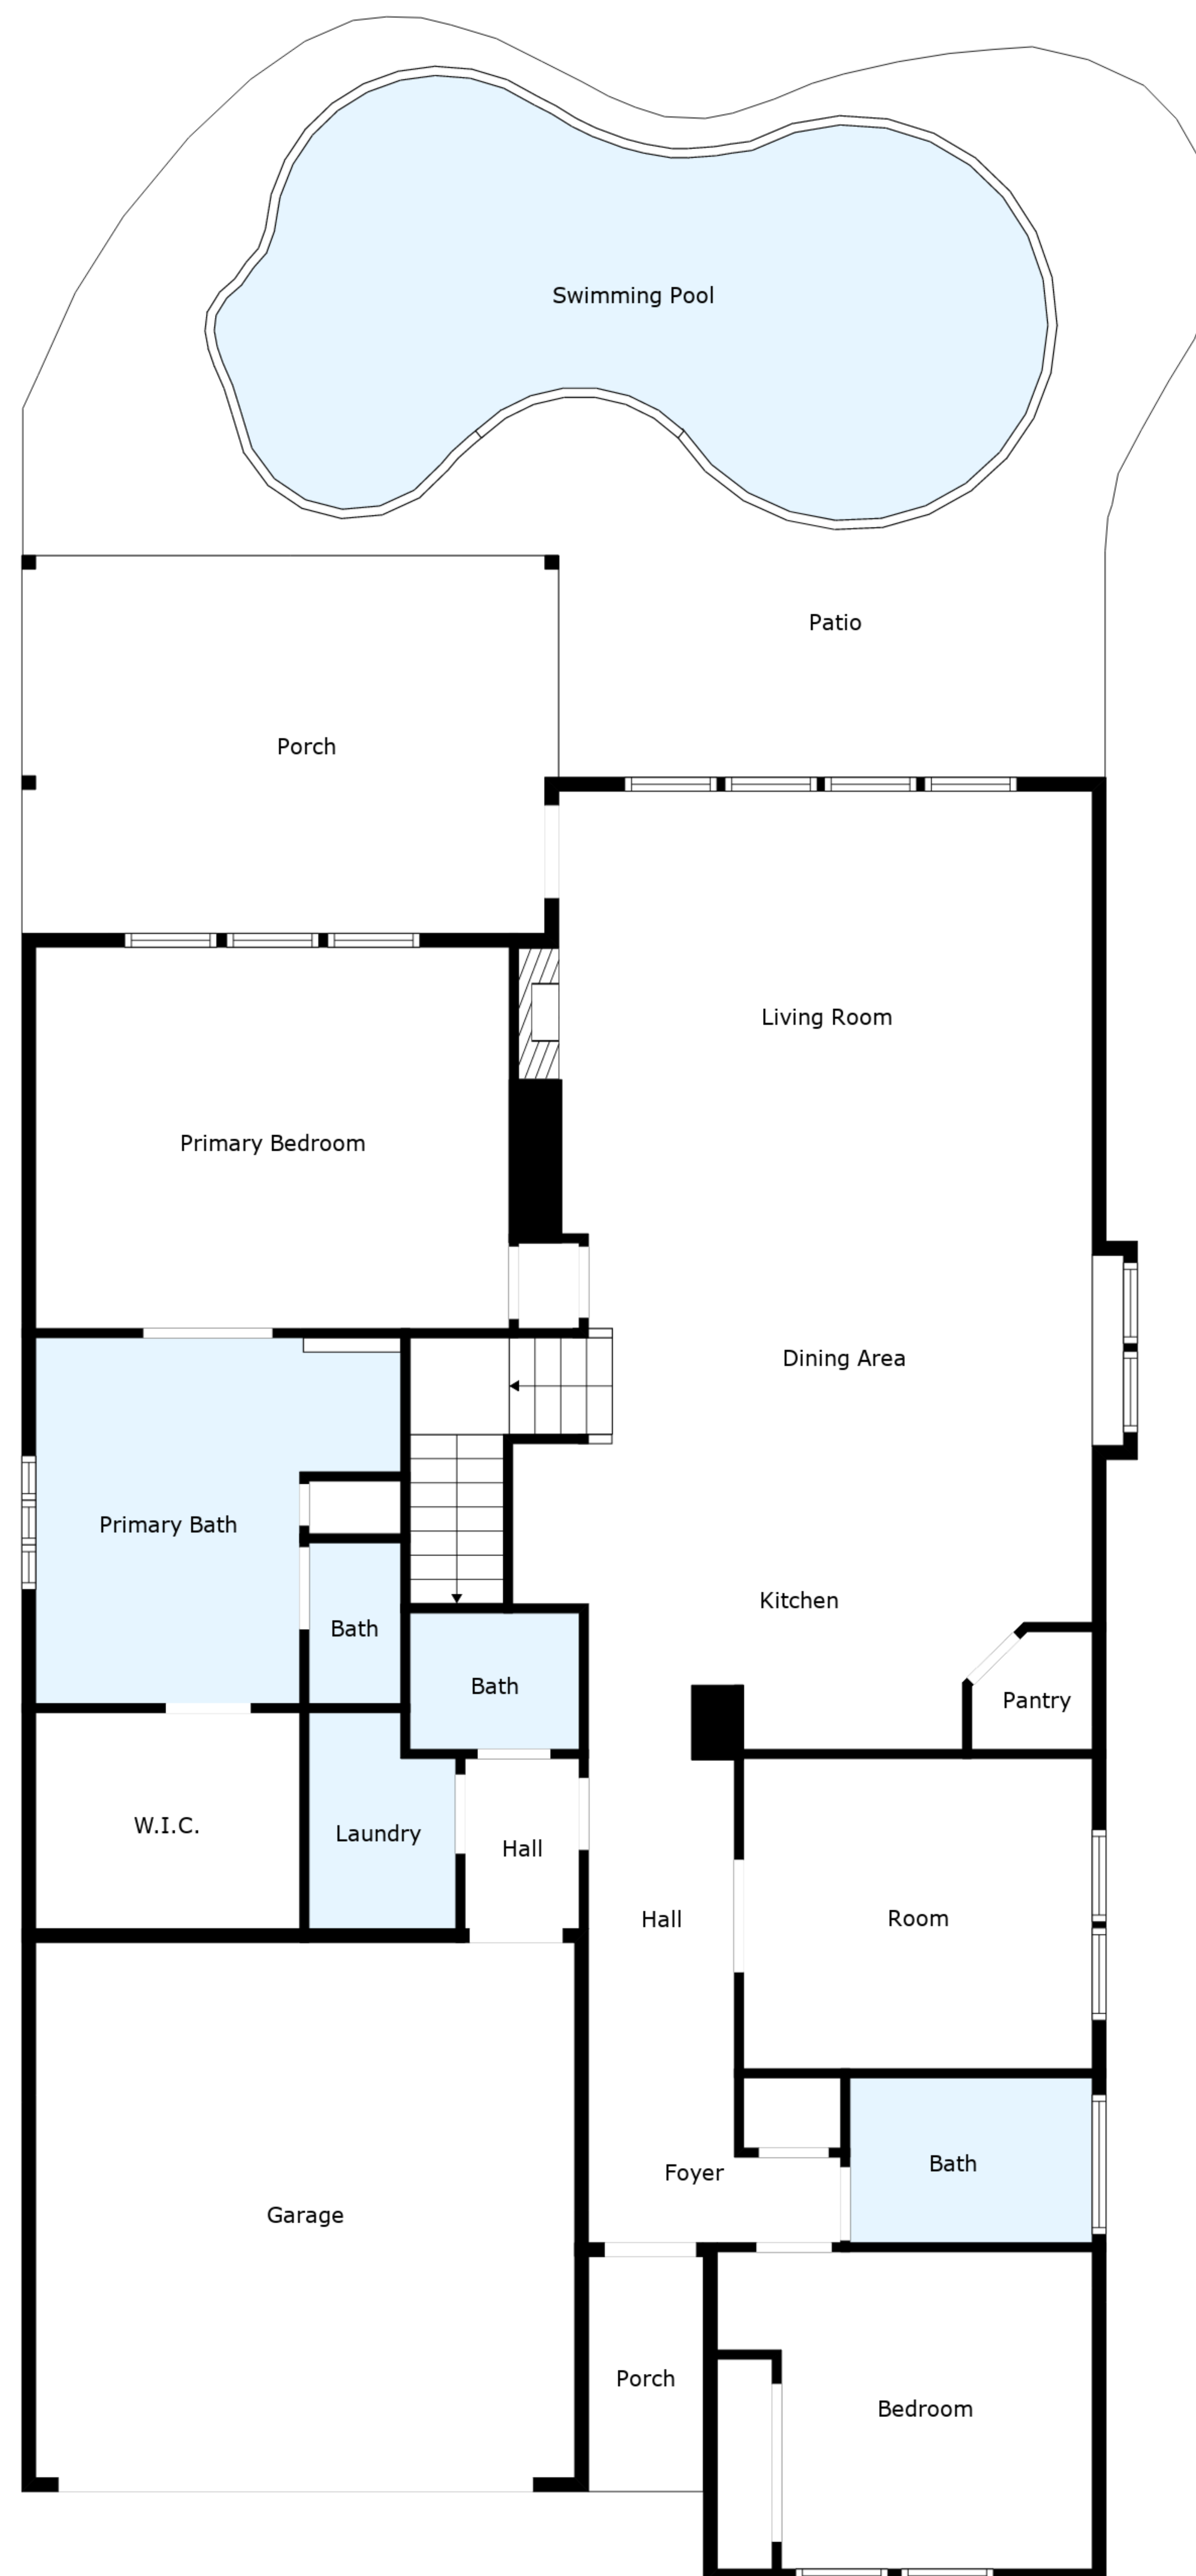 Swimming Pool
Patio
Porch
Living Room
Primary Bedroom
Dining Area
Primary Bath
Kitchen
Bath
Bath
Pantry
W.I.C.
Laundry
Hall
Hall
Room
Bath
Foyer
Garage
Porch
Bedroom